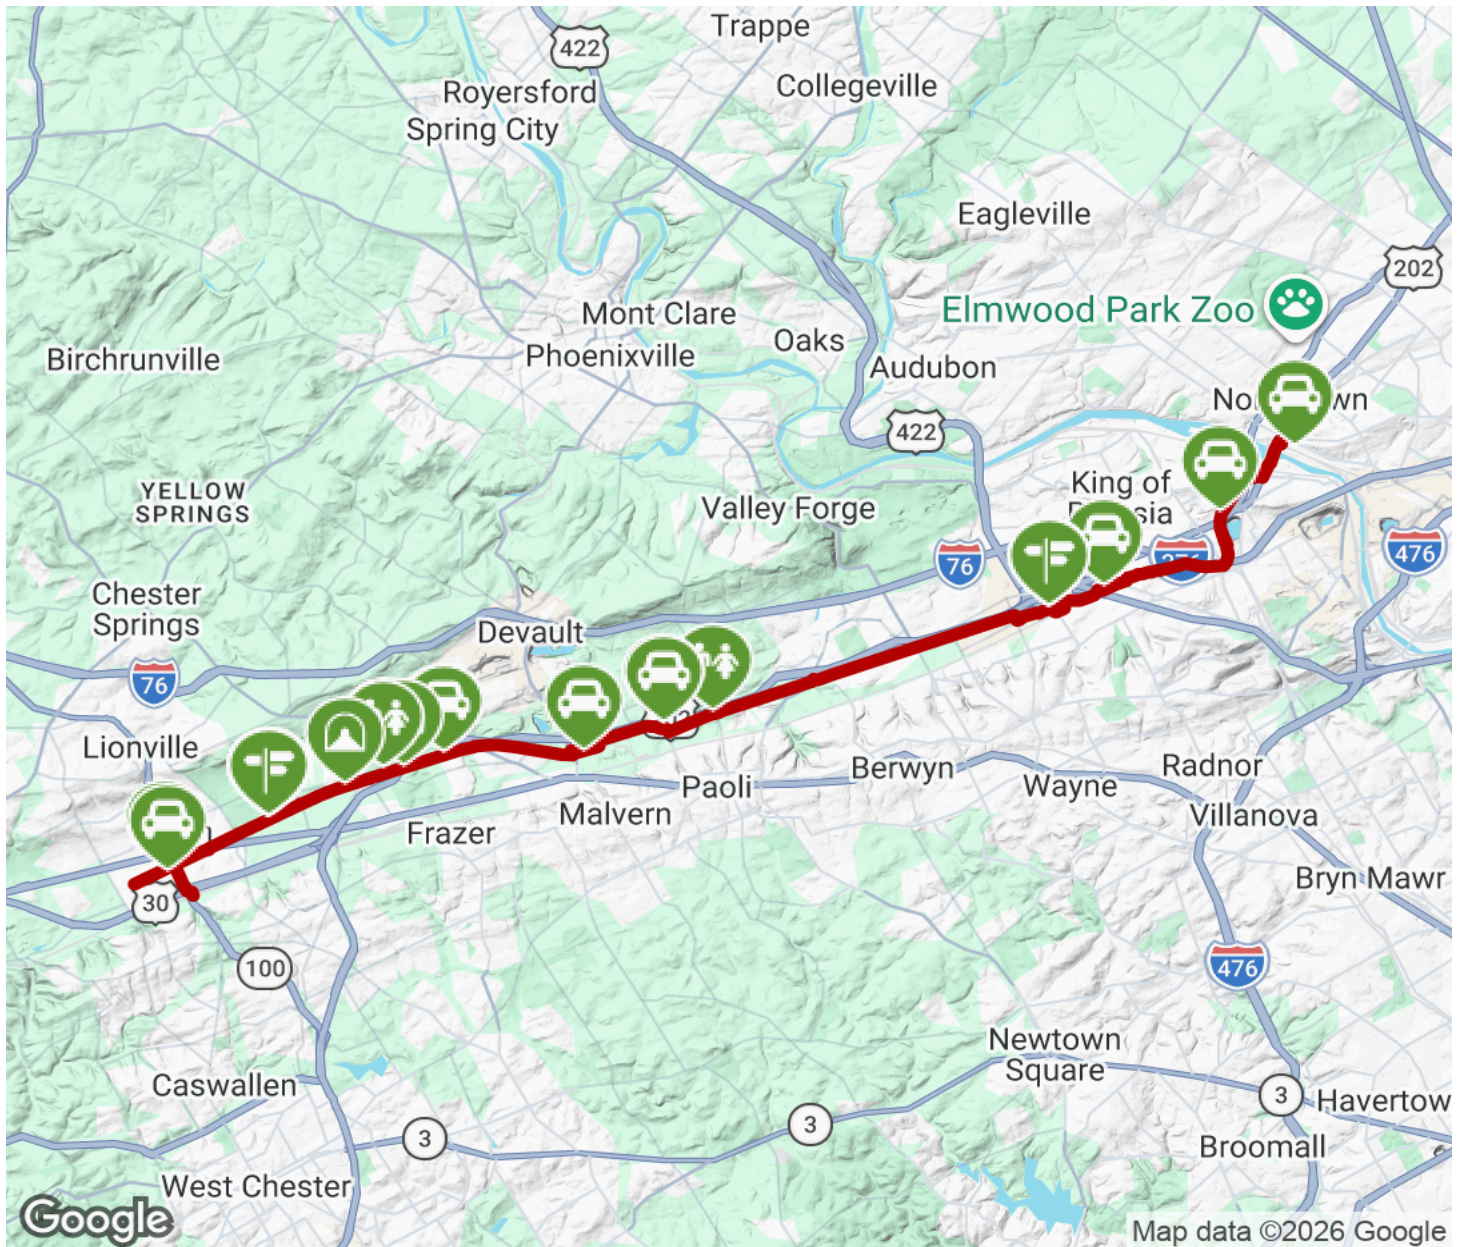 Trappe
422
Collegeville
Royersford
Spring City
Eagleville
202
Elmwood Park Zoo
Mont Clare
Oaks
Birchrunville
Phoenixville
Audubon
422
King of
YELLOW
SPRINGS
Valley Forge
76
476
Chester
Springs
Devault
76
Lionville
Radnor
Berwyn
Paoli
Wayne
Malvern
Villanova
Frazer
Bryn Mawr
30
100
476
Newtown
Square
Caswallen
3
Havertow
3
3
Broomall
West Chester
Google
Map data ©2026 Google